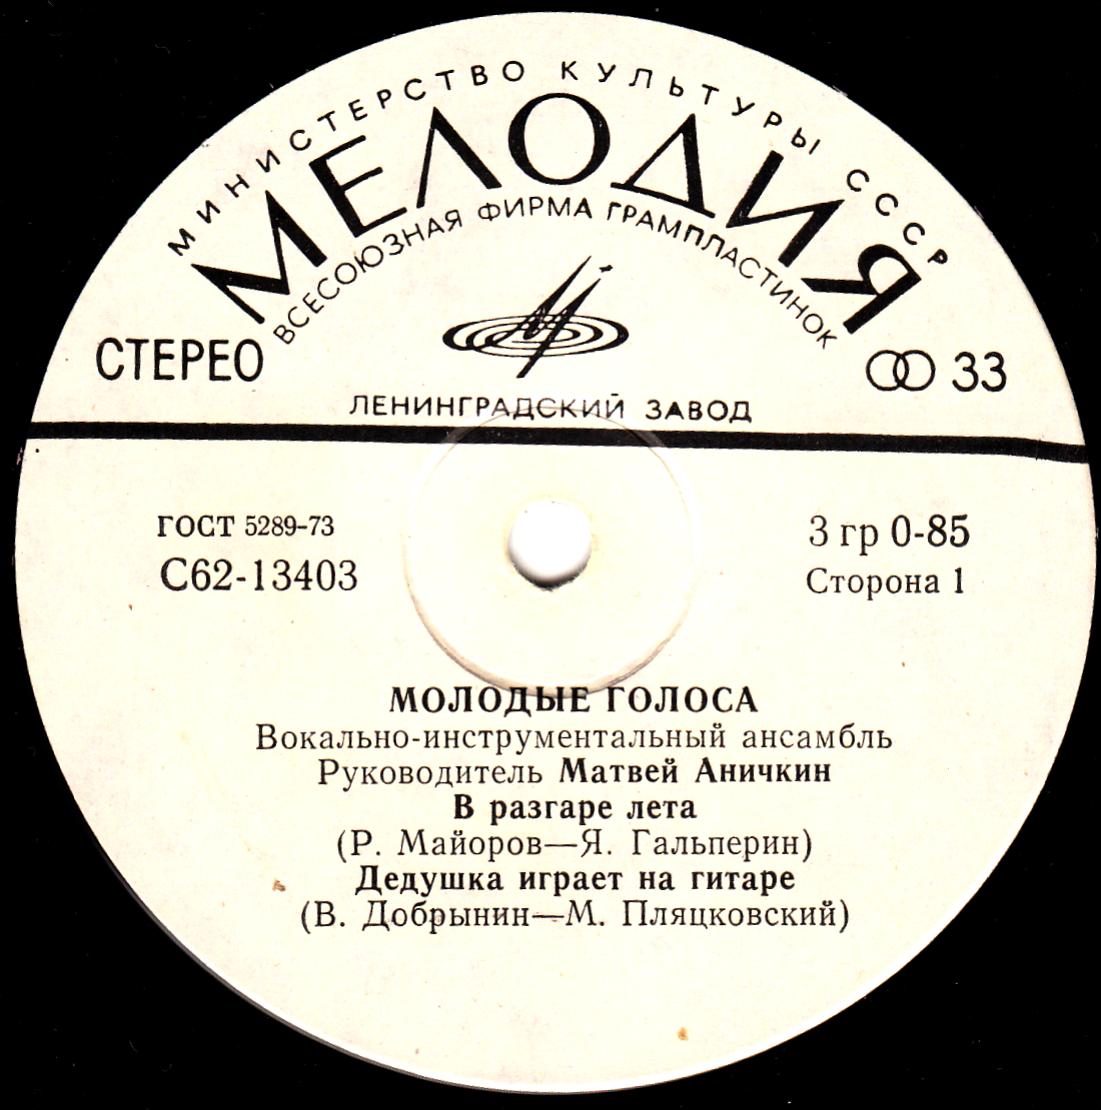 МИНИСТЕРСТВО КУЛЬТУРЫ СССР
МЕЛОДИЯ
ВСЕСОЮЗНАЯ ФИРМА ГРАМПЛАСТИНОК
СТЕРЕО
33
ЛЕНИНГРАДСКИЙ ЗАВОД
ГОСТ 5289-73
3 гр 0-85
С62-13403
Сторона 1
МОЛОДЫЕ ГОЛОСА
Вокально-инструментальный ансамбль
Руководитель Матвей Аничкин
В разгаре лета
(Р. Майоров—Я. Гальперин)
Дедушка играет на гитаре
(В. Добрынин—М. Пляцковский)